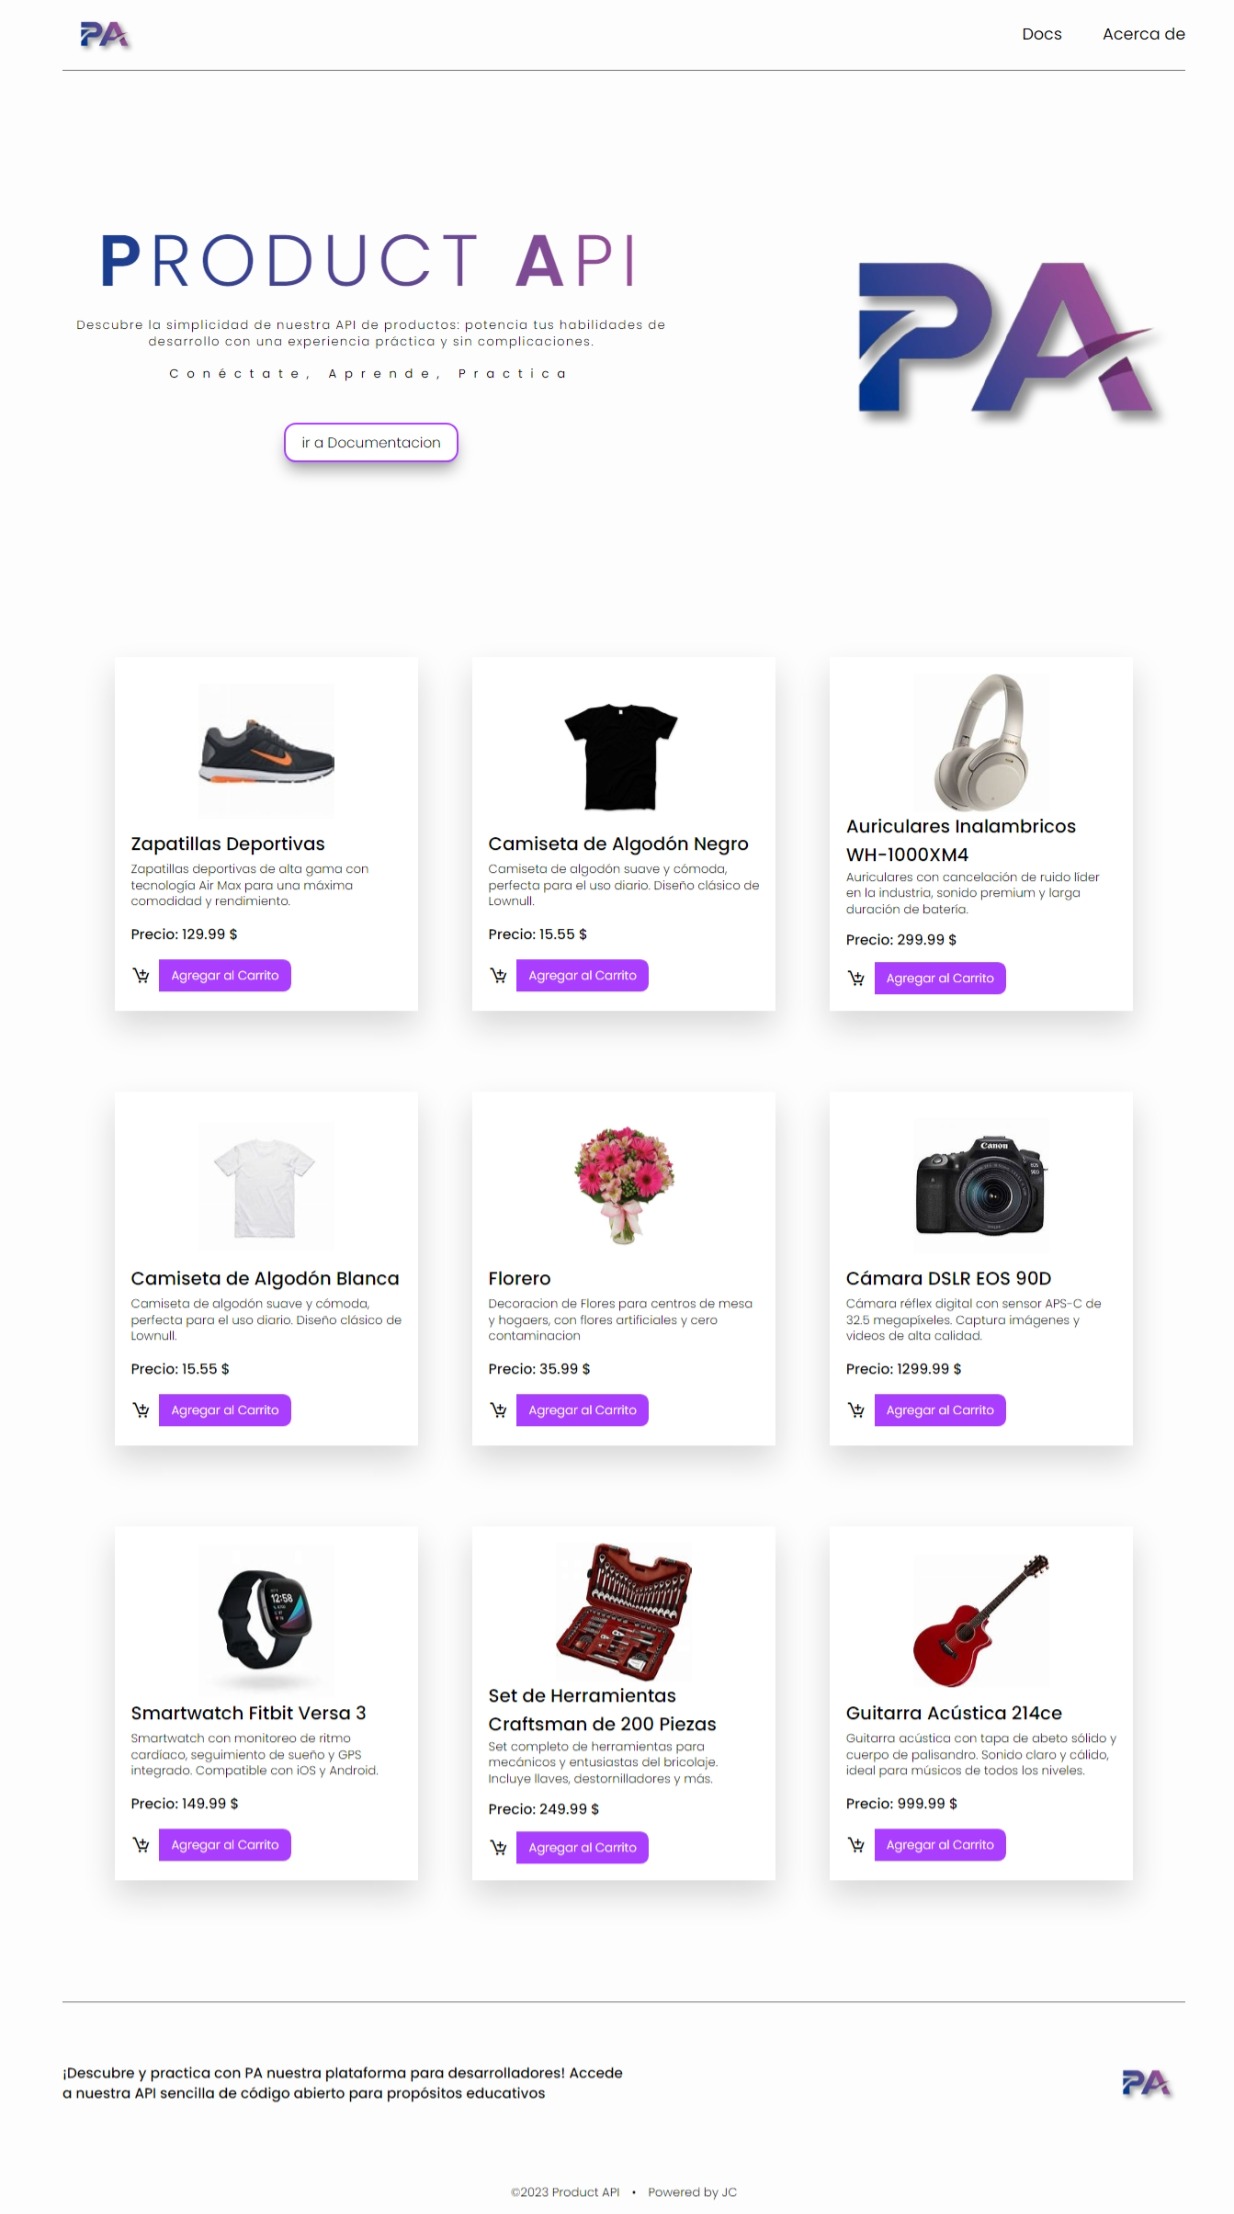 PA
Docs
Acerca de
PRODUCT API
Descubre la simplicidad de nuestra API de productos: potencia tus habilidades de
desarrollo con una experiencia práctica y sin complicaciones.
Conéctate, Aprende, Practica
ir a Documentacion
PA
Zapatillas Deportivas
Zapatillas deportivas de alta gama con
tecnología Air Max para una máxima
comodidad y rendimiento.
Precio: 129.99 $
Agregar al Carrito
Camiseta de Algodón Negro
Camiseta de algodón suave y cómoda,
perfecta para el uso diario. Diseño clásico de
Lownull.
Precio: 15.55 $
Agregar al Carrito
Auriculares Inalambricos
WH-1000XM4
Auriculares con cancelación de ruido líder
en la industria, sonido premium y larga
duración de batería.
Precio: 299.99 $
Agregar al Carrito
Camiseta de Algodón Blanca
Camiseta de algodón suave y cómoda,
perfecta para el uso diario. Diseño clásico de
Lownull.
Precio: 15.55 $
Agregar al Carrito
Florero
Decoracion de Flores para centros de mesa
y hogaers, con flores artificiales y cero
contaminacion
Precio: 35.99 $
Agregar al Carrito
Canon
EOS
90D
Cámara DSLR EOS 90D
Cámara réflex digital con sensor APS-C de
32.5 megapíxeles. Captura imágenes y
videos de alta calidad.
Precio: 1299.99 $
Agregar al Carrito
12:58
Smartwatch Fitbit Versa 3
Smartwatch con monitoreo de ritmo
cardíaco, seguimiento de sueño y GPS
integrado. Compatible con iOS y Android.
Precio: 149.99 $
Agregar al Carrito
Set de Herramientas
Craftsman de 200 Piezas
Set completo de herramientas para
mecánicos y entusiastas del bricolaje.
Incluye llaves, destornilladores y más.
Precio: 249.99 $
Agregar al Carrito
Guitarra Acústica 214ce
Guitarra acústica con tapa de abeto sólido y
cuerpo de palisandro. Sonido claro y cálido,
ideal para músicos de todos los niveles.
Precio: 999.99 $
Agregar al Carrito
¡Descubre y practica con PA nuestra plataforma para desarrolladores! Accede
a nuestra API sencilla de código abierto para propósitos educativos
PA
©2023 Product API • Powered by JC